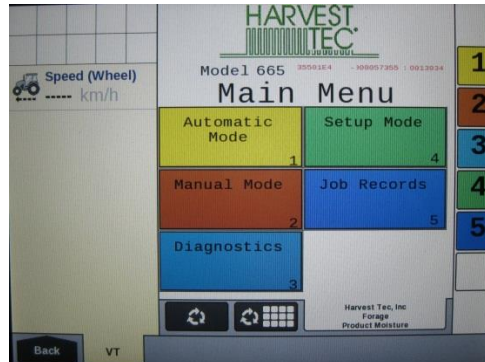 HARVEST
TEC
Model 665
Speed (Wheel)
----- km/h
Main Menu
Automatic
Mode
1
Setup Mode
4
Manual Mode
2
Job Records
5
Diagnostics
3
1
2
3
4
5
Harvest Tec, Inc
Forage
Product Moisture
Back
VT